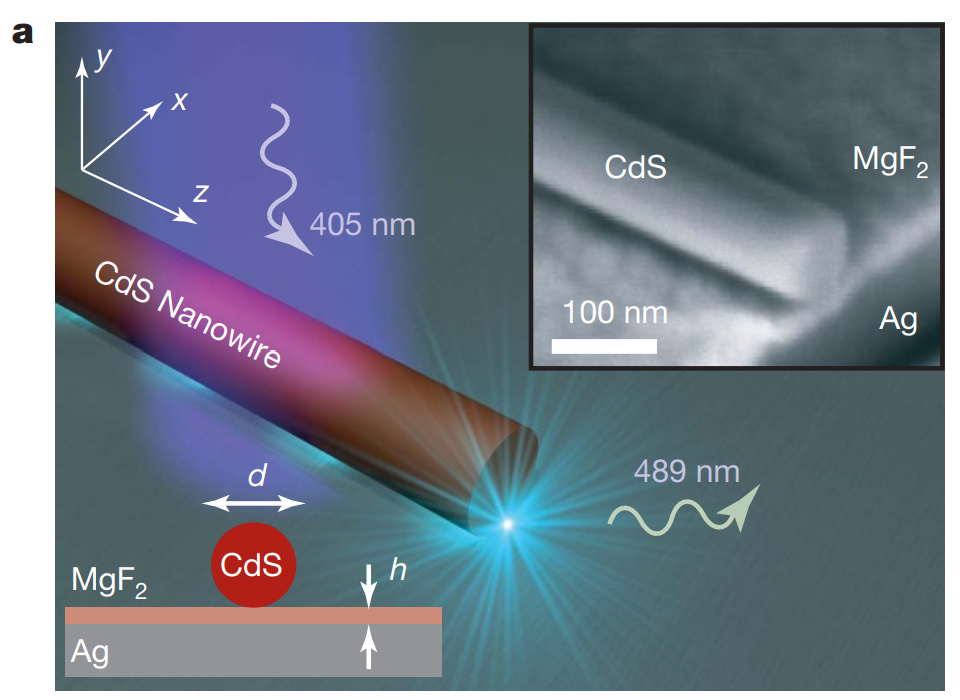 a
y
x
z
405 nm
CdS Nanowire
CdS
MgF₂
100 nm
Ag
489 nm
d
CdS
h
MgF₂
Ag